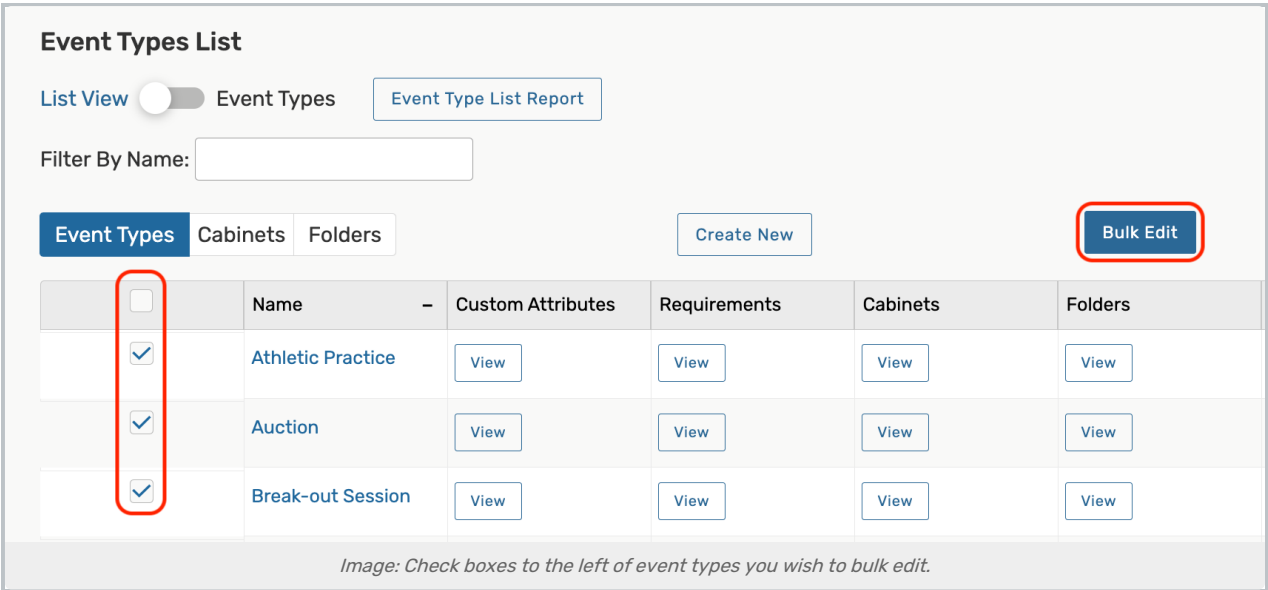 Event Types List
List View Event Types Event Type List Report
Filter By Name:
Event Types Cabinets Folders Create New Bulk Edit
Name – Custom Attributes Requirements Cabinets Folders
Athletic Practice View View View View
Auction View View View View
Break-out Session View View View View
Image: Check boxes to the left of event types you wish to bulk edit.